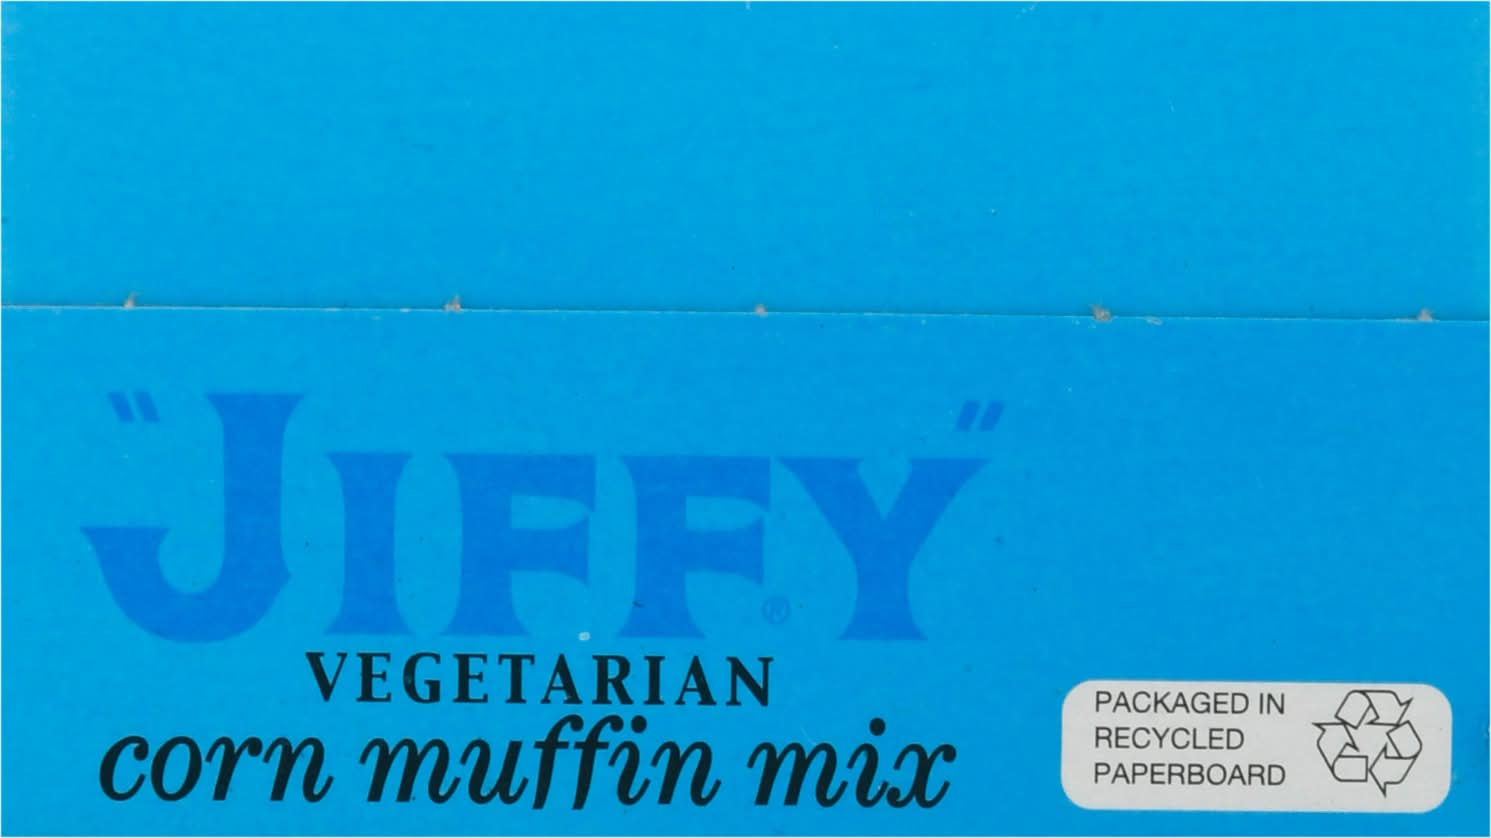 "JIFFY"®
VEGETARIAN
corn muffin mix
PACKAGED IN
RECYCLED
PAPERBOARD